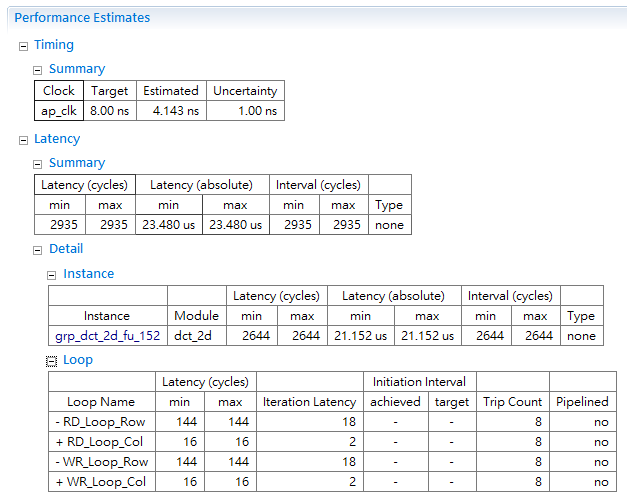 Performance Estimates
Timing
Summary
Clock Target Estimated Uncertainty
ap_clk 8.00 ns 4.143 ns 1.00 ns
Latency
Summary
Latency (cycles) Latency (absolute) Interval (cycles)
min max min max min max Type
2935 2935 23.480 us 23.480 us 2935 2935 none
Detail
Instance
Latency (cycles) Latency (absolute) Interval (cycles)
Instance Module min max min max min max Type
grp_dct_2d_fu_152 dct_2d 2644 2644 21.152 us 21.152 us 2644 2644 none
Loop
Latency (cycles) Initiation Interval
Loop Name min max Iteration Latency achieved target Trip Count Pipelined
- RD_Loop_Row 144 144 18 - - 8 no
+ RD_Loop_Col 16 16 2 - - 8 no
- WR_Loop_Row 144 144 18 - - 8 no
+ WR_Loop_Col 16 16 2 - - 8 no